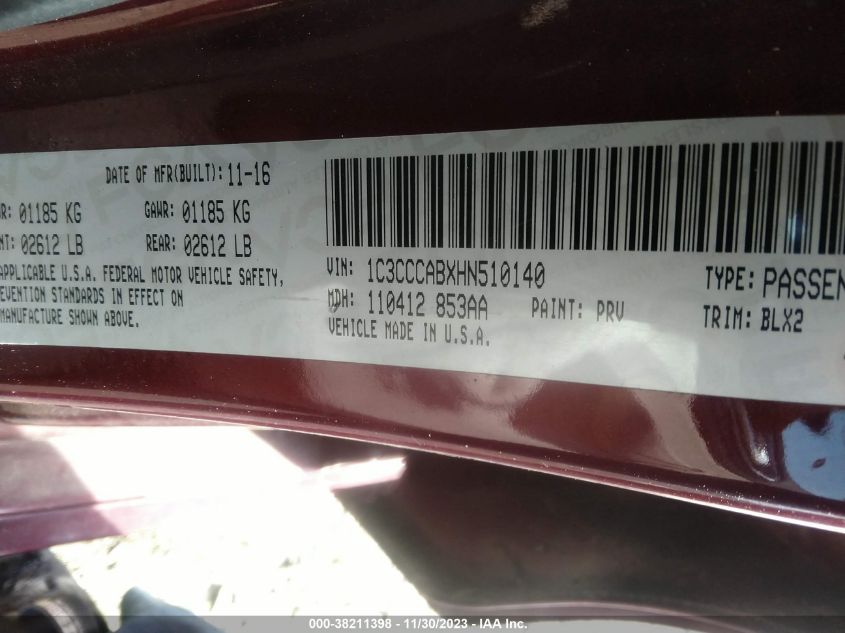 DATE OF MFR(BUILT): 11-16
01185 KG GAWR: 01185 KG
02612 LB REAR: 02612 LB
APPLICABLE U.S.A. FEDERAL MOTOR VEHICLE SAFETY,
STANDARDS IN EFFECT ON
MANUFACTURE SHOWN ABOVE.
VIN: 1C3CCCABXHN510140
MDH: 110412 853AA PAINT: PRV
VEHICLE MADE IN U.S.A.
TYPE: PASSEN
TRIM: BLX2
000-38211398 - 11/30/2023 - IAA Inc.